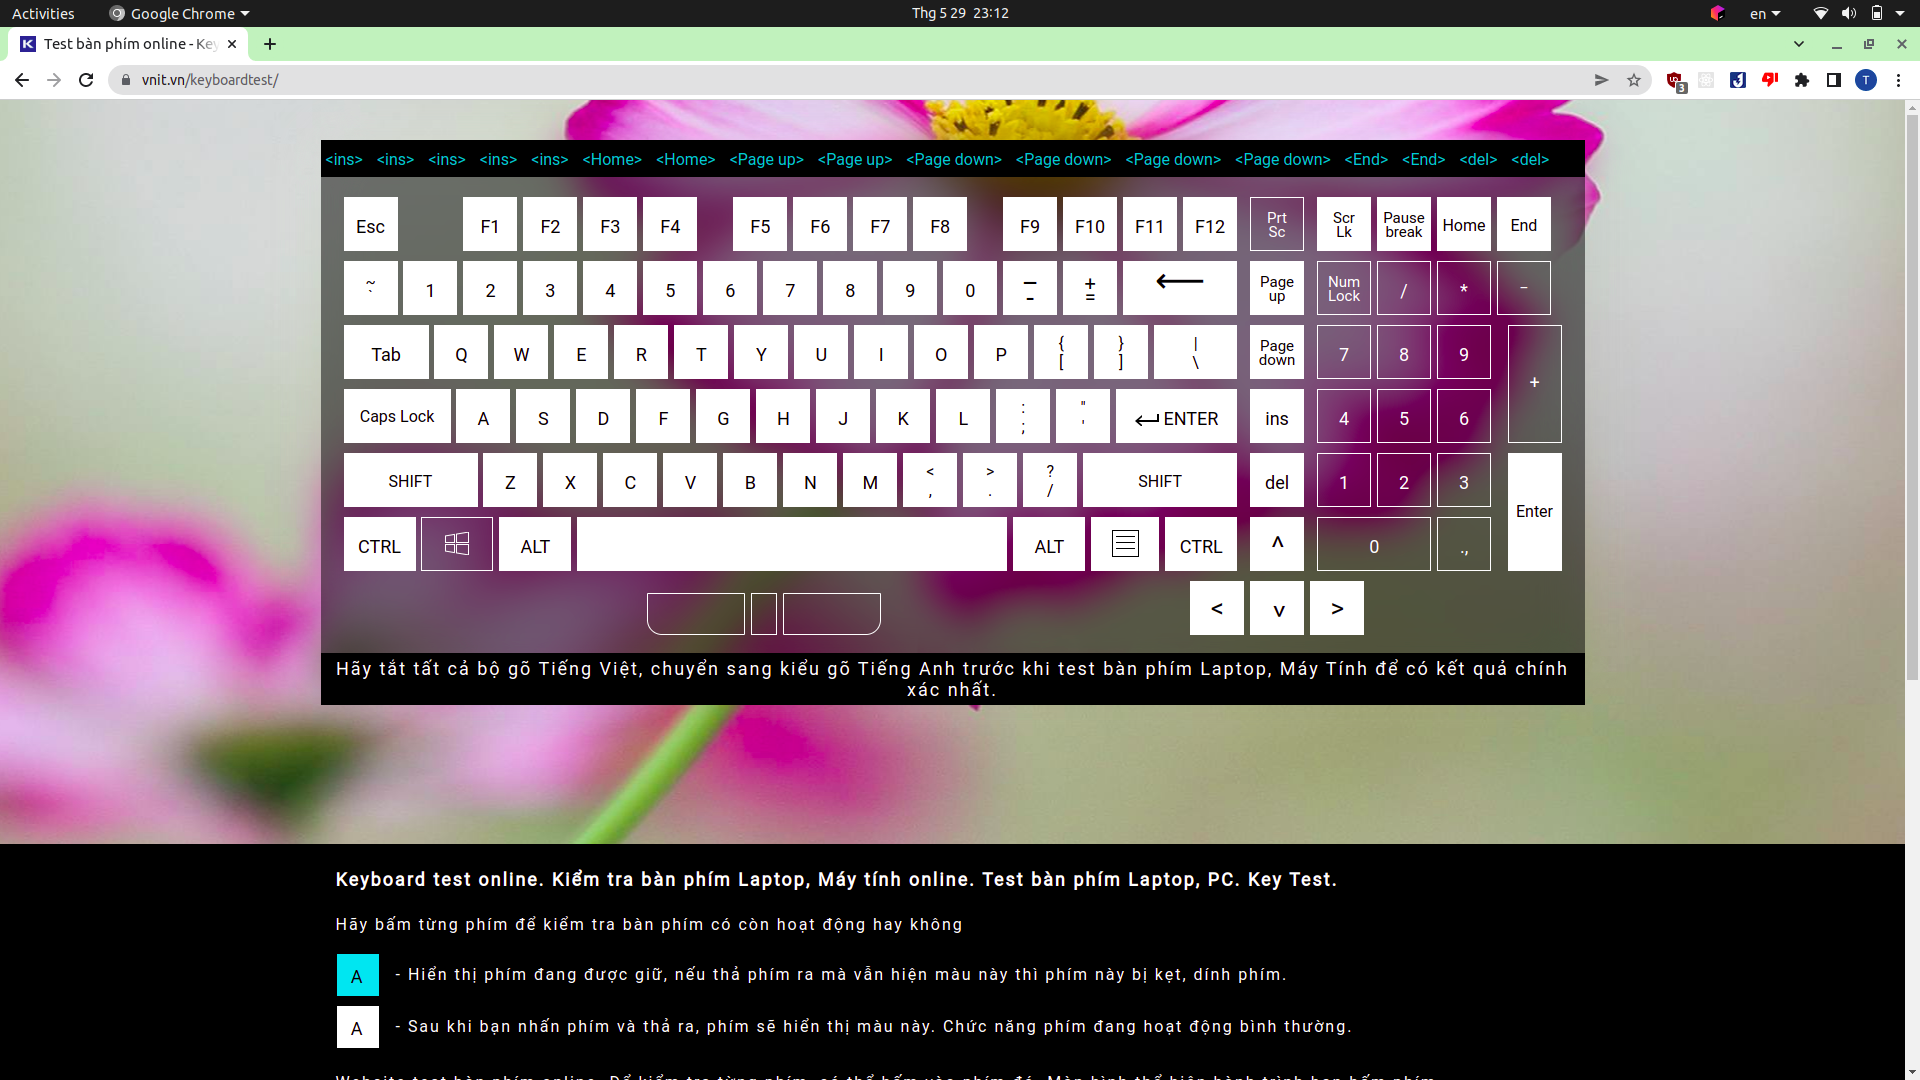 Activities Google Chrome Thg 5 29 23:12 en
Test bàn phím online - Key
vnit.vn/keyboardtest/ 3 T
<ins> <ins> <ins> <ins> <ins> <Home> <Home> <Page up> <Page up> <Page down> <Page down> <Page down> <Page down> <End> <End> <del> <del>
Esc F1 F2 F3 F4 F5 F6 F7 F8 F9 F10 F11 F12 Prt Sc Scr Lk Pause break Home End
~ ` 1 2 3 4 5 6 7 8 9 0 — - + = ⟵ Page up Num Lock / * −
Tab Q W E R T Y U I O P { [ } ] | \ Page down 7 8 9 +
Caps Lock A S D F G H J K L : ; " ' ENTER ins 4 5 6
SHIFT Z X C V B N M < , > . ? / SHIFT del 1 2 3 Enter
CTRL ALT ALT CTRL ^ 0 .,
< v >
Hãy tắt tất cả bộ gõ Tiếng Việt, chuyển sang kiểu gõ Tiếng Anh trước khi test bàn phím Laptop, Máy Tính để có kết quả chính
xác nhất.
Keyboard test online. Kiểm tra bàn phím Laptop, Máy tính online. Test bàn phím Laptop, PC. Key Test.
Hãy bấm từng phím để kiểm tra bàn phím có còn hoạt động hay không
A - Hiển thị phím đang được giữ, nếu thả phím ra mà vẫn hiện màu này thì phím này bị kẹt, dính phím.
A - Sau khi bạn nhấn phím và thả ra, phím sẽ hiển thị màu này. Chức năng phím đang hoạt động bình thường.